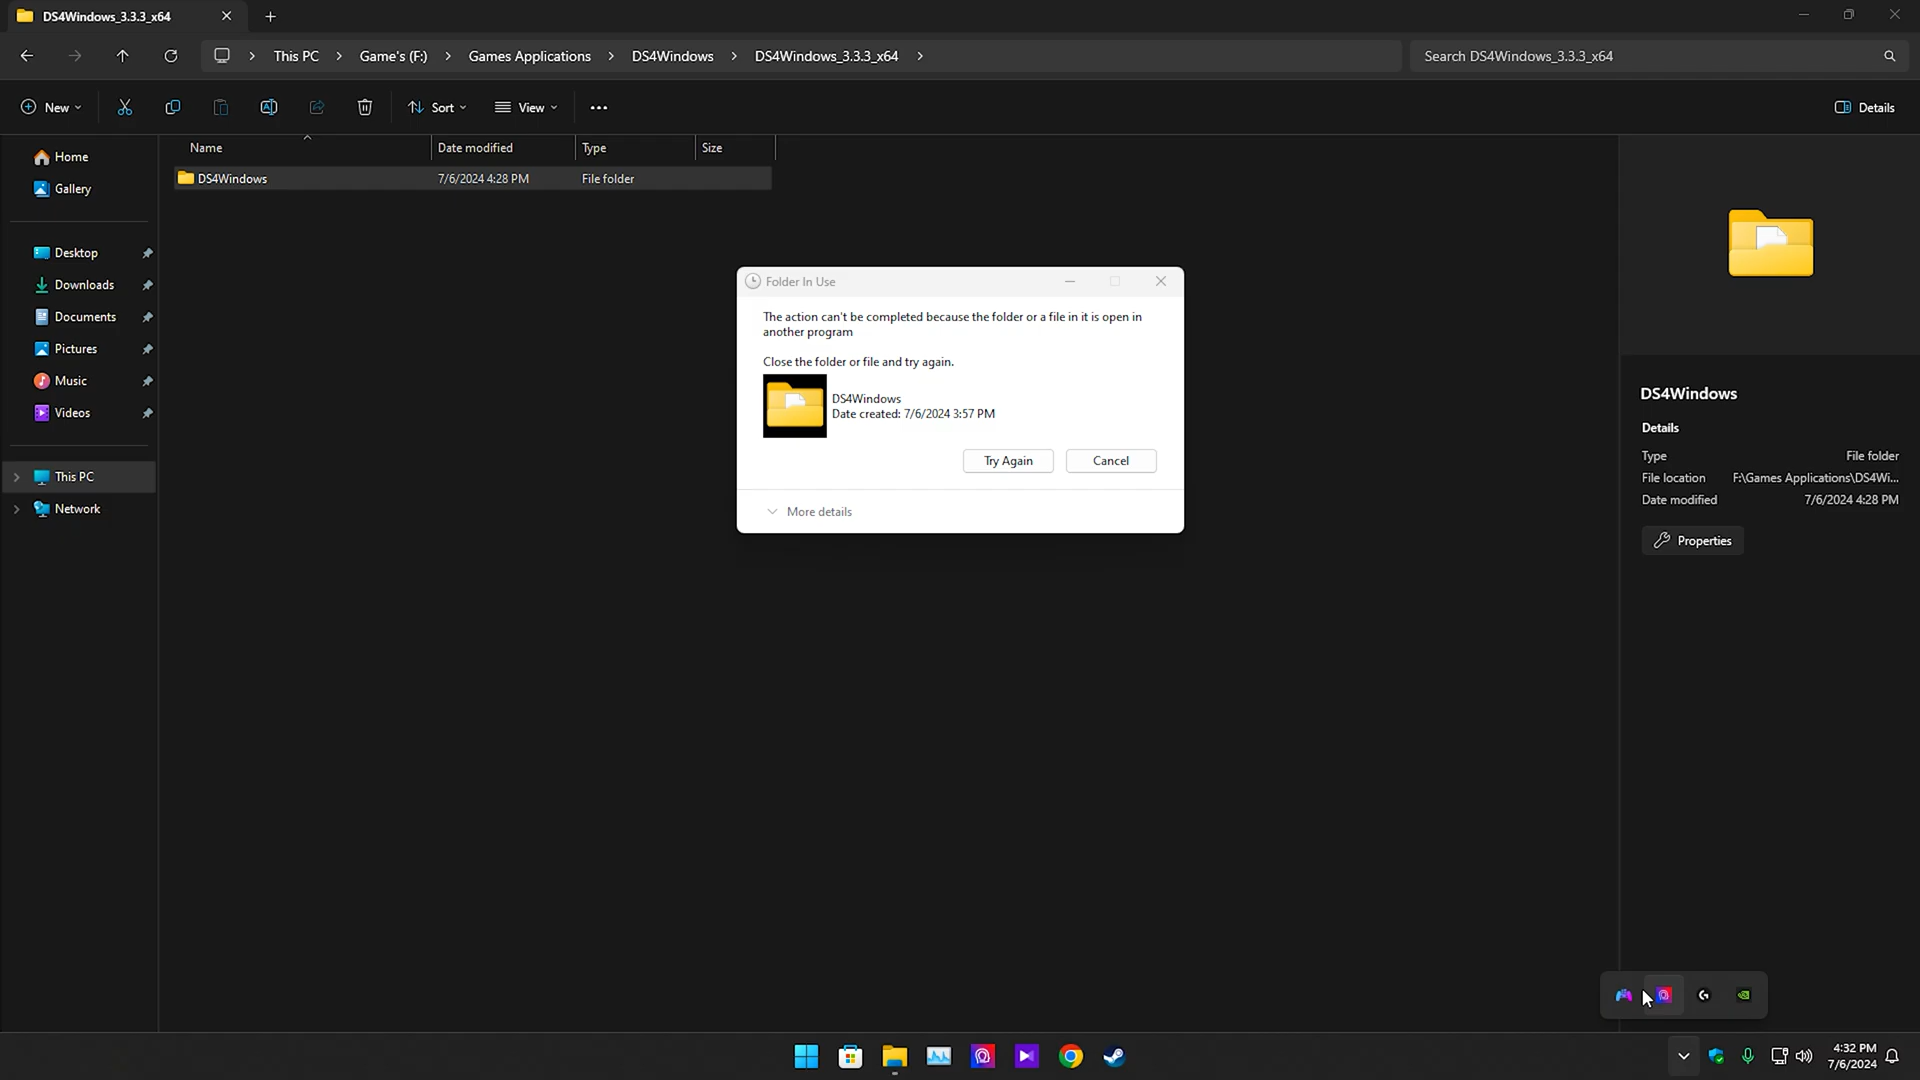 DS4Windows_3.3.3_x64
This PC
Game's (F:)
Games Applications
DS4Windows
DS4Windows_3.3.3_x64
Search DS4Windows_3.3.3_x64
New
Sort
View
Details
Home
Gallery
Desktop
Downloads
Documents
Pictures
Music
Videos
This PC
Network
Name
Date modified
Type
Size
DS4Windows
7/6/2024 4:28 PM
File folder
Folder In Use
The action can't be completed because the folder or a file in it is open in
another program
Close the folder or file and try again.
DS4Windows
Date created: 7/6/2024 3:57 PM
Try Again
Cancel
More details
DS4Windows
Details
Type
File folder
File location
F:\Games Applications\DS4Wi...
Date modified
7/6/2024 4:28 PM
Properties
4:32 PM
7/6/2024